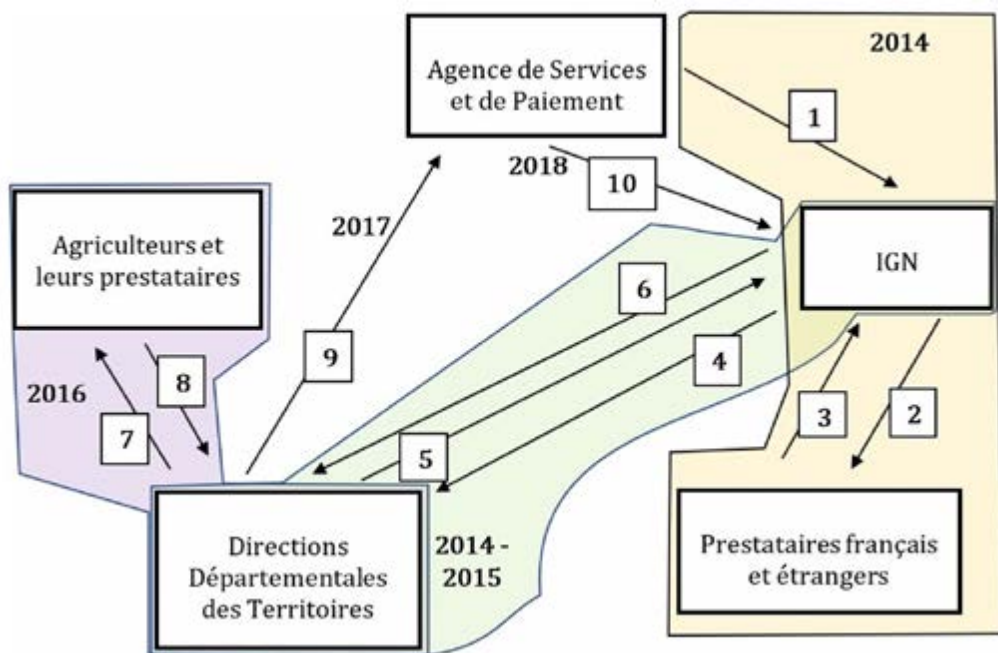 2014
Agence de Services
et de Paiement
1
2018
10
Agriculteurs et
leurs prestataires
2017
IGN
6
9
4
2016
8
7
3
2
5
Directions
Départementales
des Territoires
2014 -
2015
Prestataires français
et étrangers